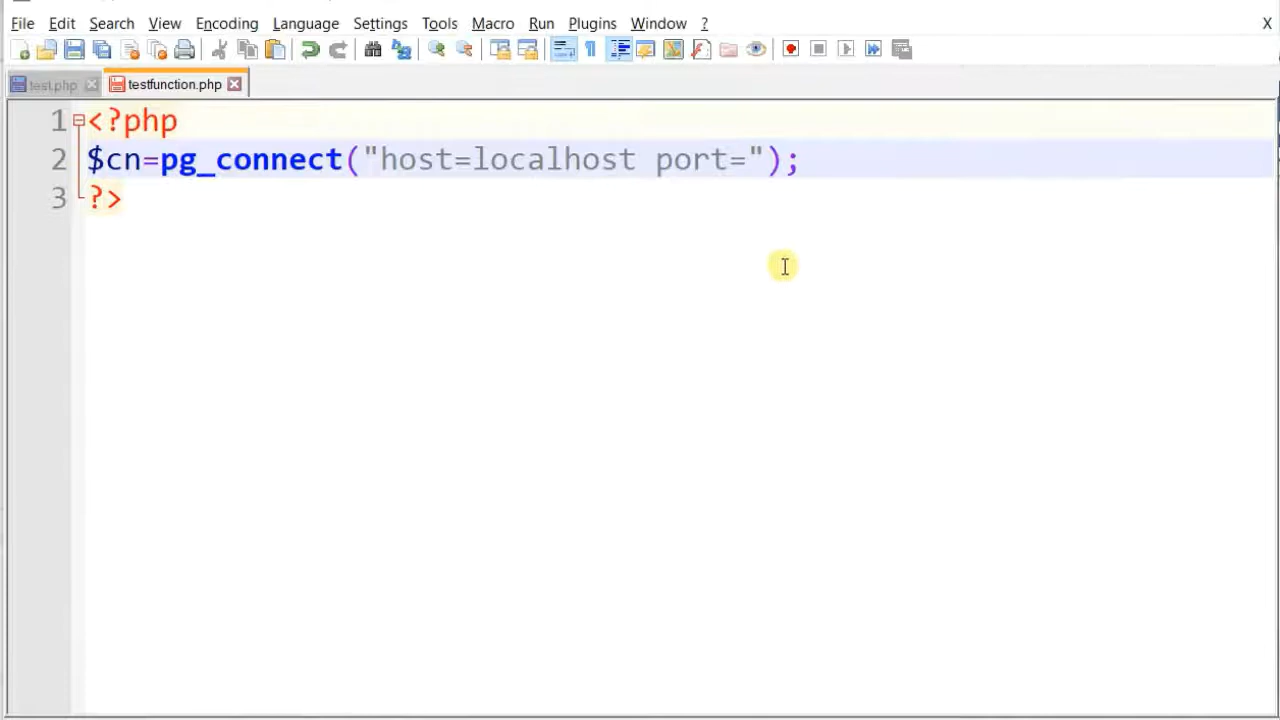 File Edit Search View Encoding Language Settings Tools Macro Run Plugins Window ? X
test.php testfunction.php
1 <?php
2 $cn=pg_connect("host=localhost port=");
3 ?>